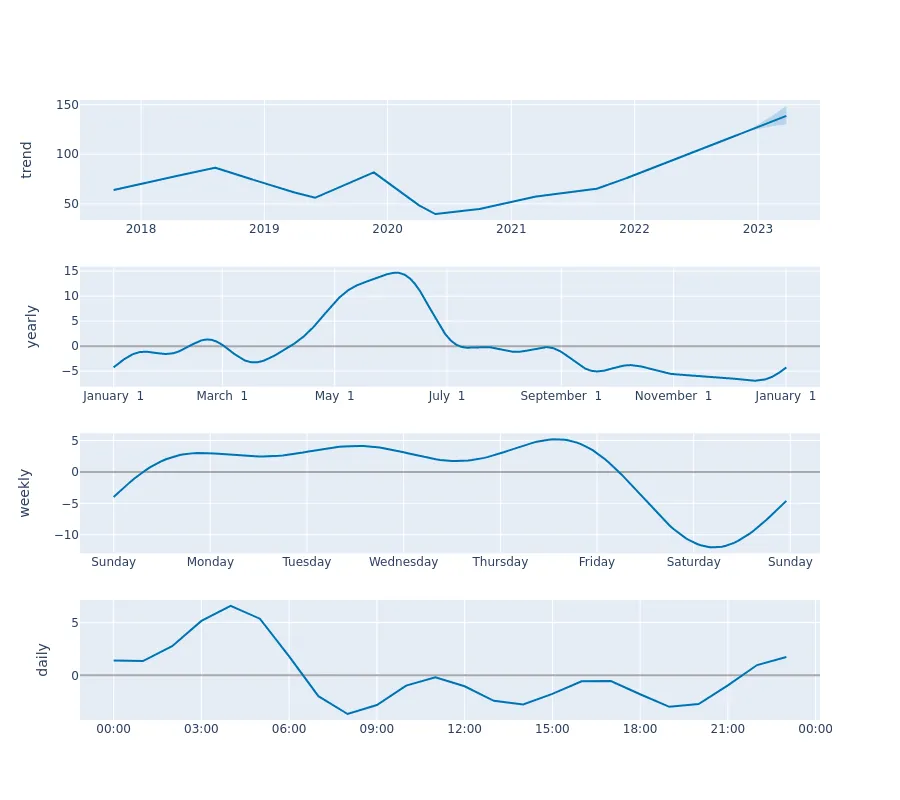 trend
150
100
50
2018 2019 2020 2021 2022 2023
yearly
15
10
5
0
−5
January 1 March 1 May 1 July 1 September 1 November 1 January 1
weekly
5
0
−5
−10
Sunday Monday Tuesday Wednesday Thursday Friday Saturday Sunday
daily
5
0
00:00 03:00 06:00 09:00 12:00 15:00 18:00 21:00 00:00